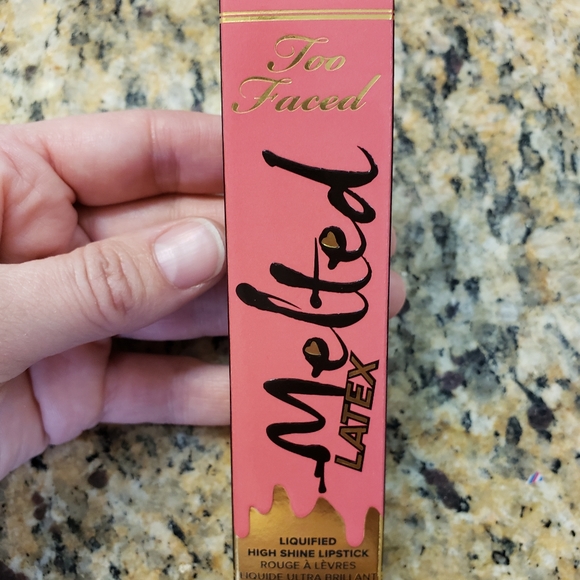 Too
Faced
Melted
LATEX
LIQUIFIED
HIGH SHINE LIPSTICK
ROUGE À LÈVRES
LIQUIDE ULTRA BRILLANT